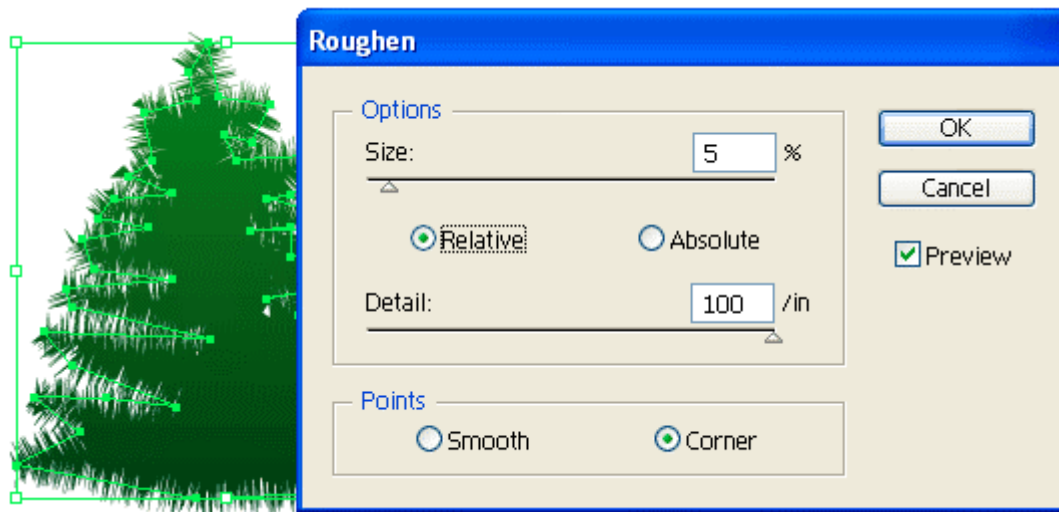 Roughen
Options
Size: 5 %
Relative Absolute
Detail: 100 /in
Points
Smooth Corner
OK
Cancel
Preview